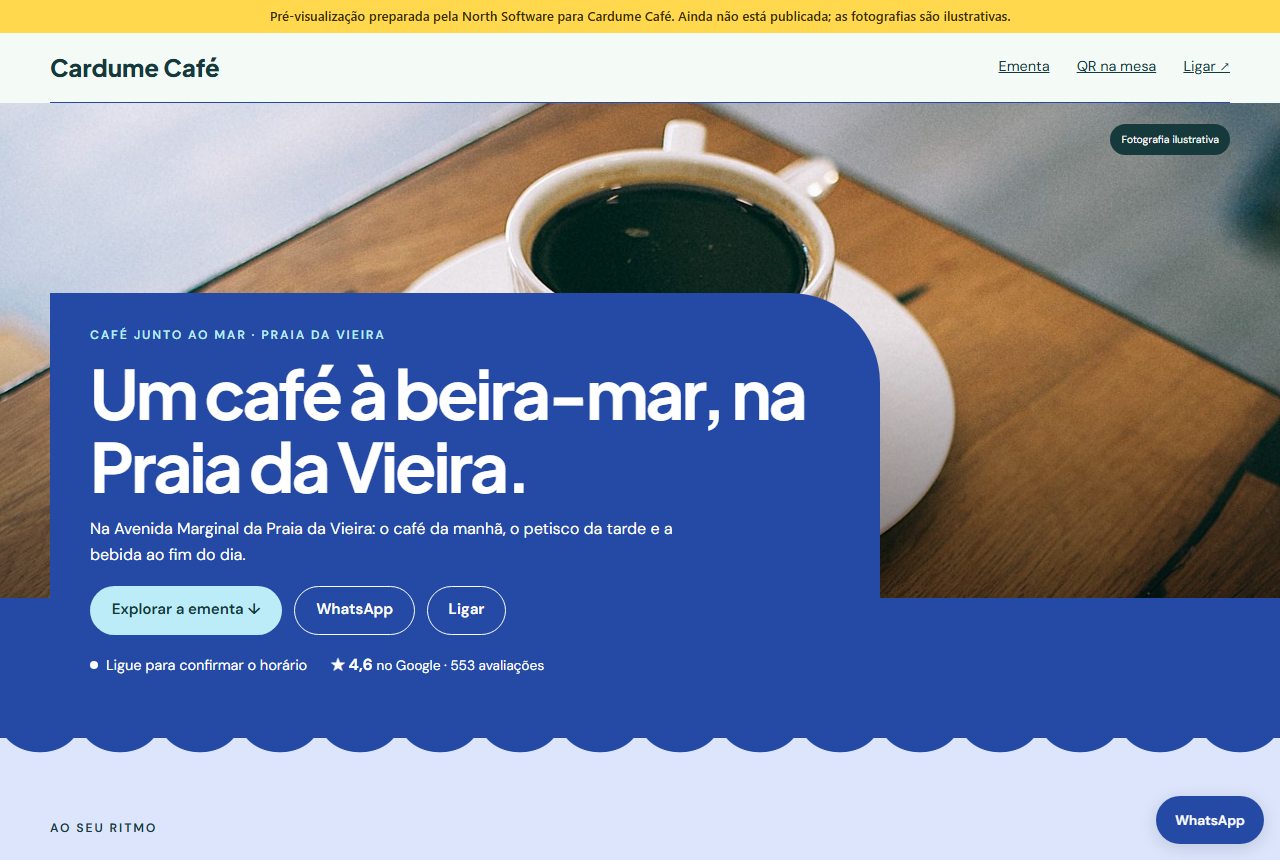 Pré-visualização preparada pela North Software para Cardume Café. Ainda não está publicada; as fotografias são ilustrativas.
Cardume Café
Ementa
QR na mesa
Ligar ↗
Fotografia ilustrativa
CAFÉ JUNTO AO MAR · PRAIA DA VIEIRA
Um café à beira-mar, na
Praia da Vieira.
Na Avenida Marginal da Praia da Vieira: o café da manhã, o petisco da tarde e a
bebida ao fim do dia.
Explorar a ementa ↓
WhatsApp
Ligar
Ligue para confirmar o horário
★ 4,6 no Google · 553 avaliações
AO SEU RITMO
WhatsApp